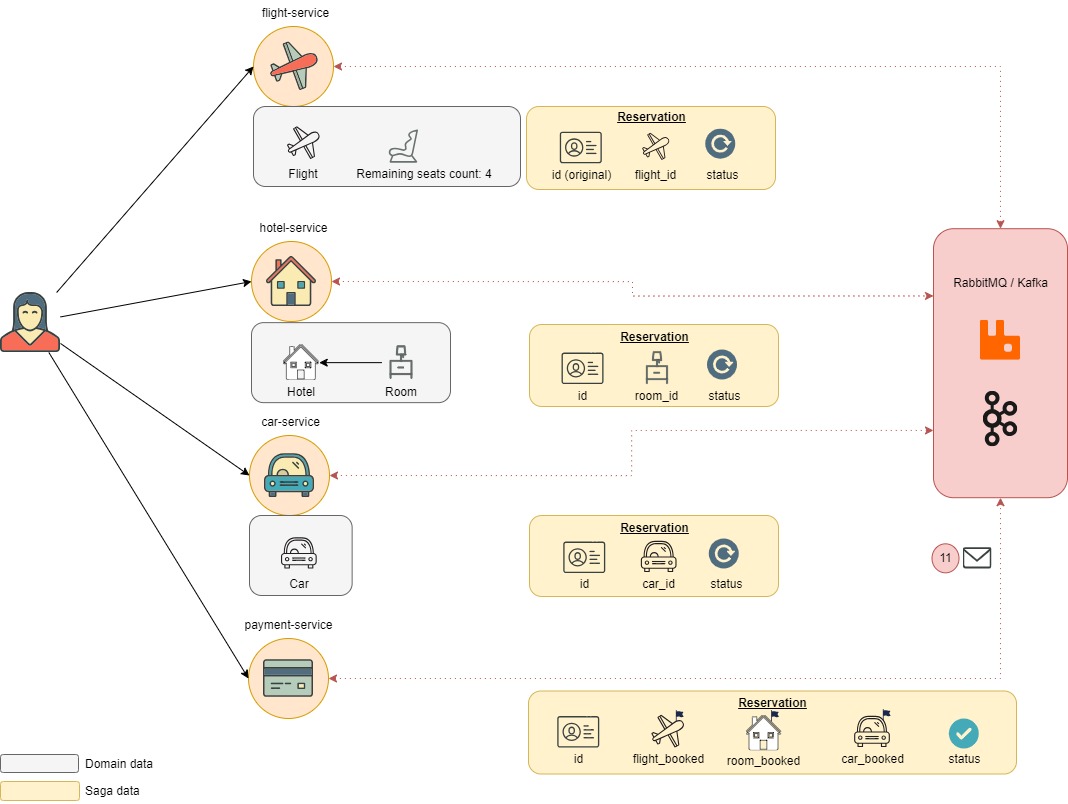 flight-service
Reservation
Flight
Remaining seats count: 4
id (original)
flight_id
status
hotel-service
RabbitMQ / Kafka
Reservation
Hotel
Room
id
room_id
status
car-service
Reservation
Car
id
car_id
status
11
payment-service
Reservation
id
flight_booked
room_booked
car_booked
status
Domain data
Saga data